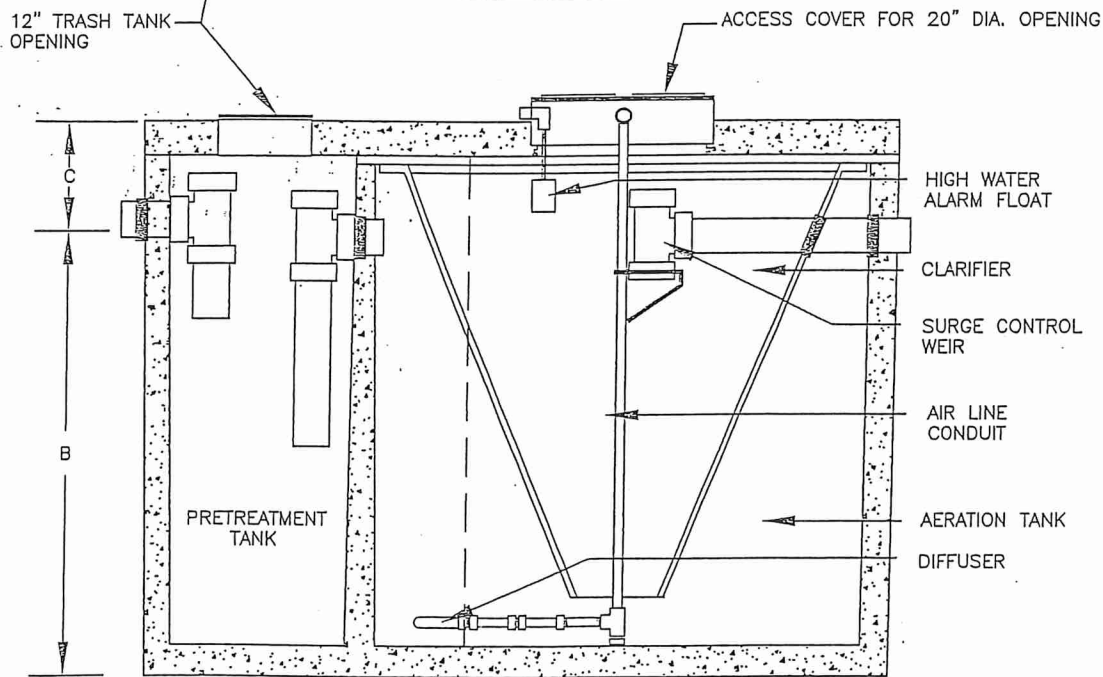 12" TRASH TANK
OPENING
ACCESS COVER FOR 20" DIA. OPENING
C
HIGH WATER
ALARM FLOAT
CLARIFIER
SURGE CONTROL
WEIR
AIR LINE
CONDUIT
B
PRETREATMENT
TANK
AERATION TANK
DIFFUSER